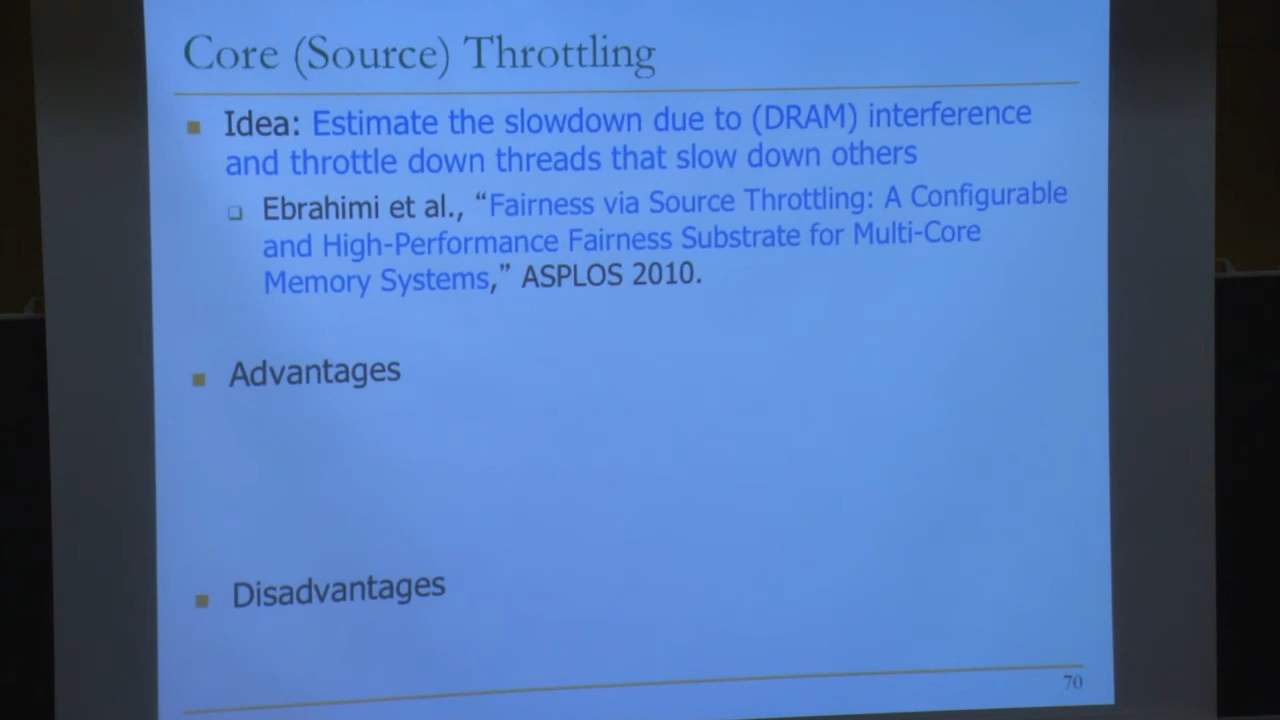 Core (Source) Throttling
Idea: Estimate the slowdown due to (DRAM) interference
and throttle down threads that slow down others
Ebrahimi et al., “Fairness via Source Throttling: A Configurable
and High-Performance Fairness Substrate for Multi-Core
Memory Systems,” ASPLOS 2010.
Advantages
Disadvantages
70